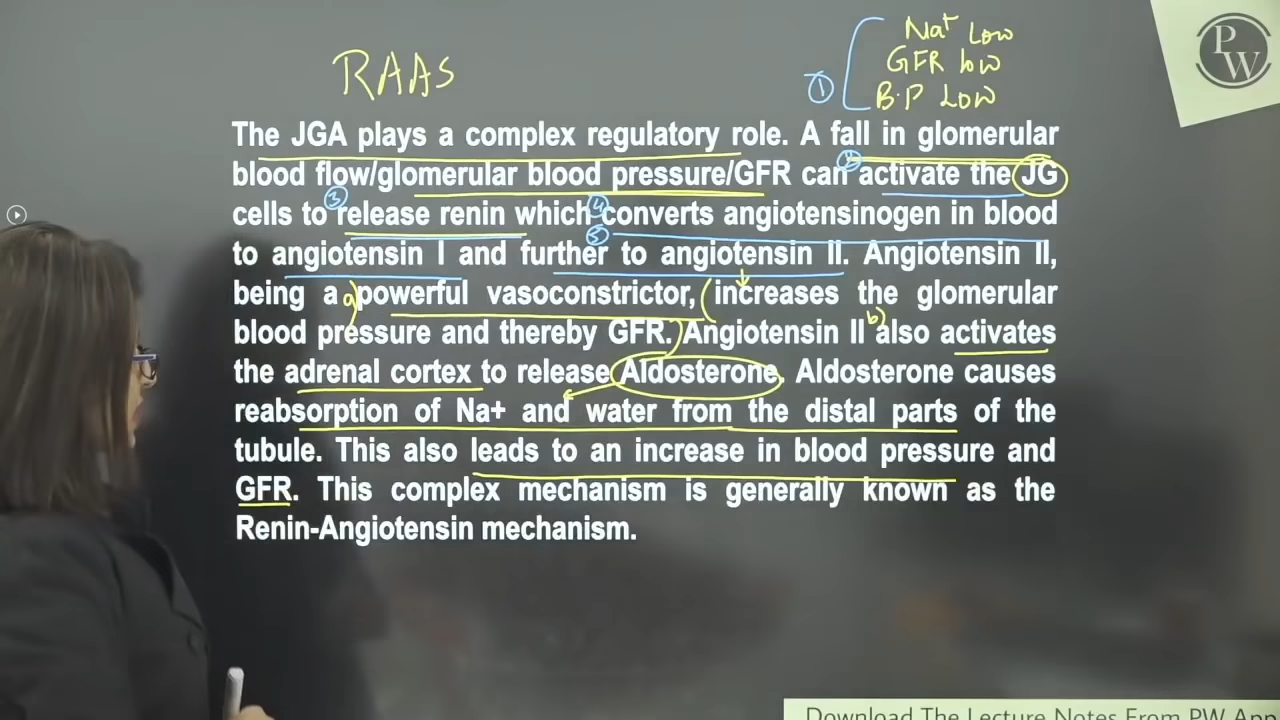 RAAS
① Na+ Low
GFR low
B.P Low
PW
The JGA plays a complex regulatory role. A fall in glomerular
blood flow/glomerular blood pressure/GFR can ② activate the JG
cells to ③ release renin which ④ converts angiotensinogen in blood
to angiotensin I and ⑤ further to angiotensin II. Angiotensin II,
being a a) powerful vasoconstrictor, (increases the glomerular
blood pressure and thereby GFR.) Angiotensin II b) also activates
the adrenal cortex to release Aldosterone. Aldosterone causes
reabsorption of Na+ and water from the distal parts of the
tubule. This also leads to an increase in blood pressure and
GFR. This complex mechanism is generally known as the
Renin-Angiotensin mechanism.
Download The Lecture Notes From PW App